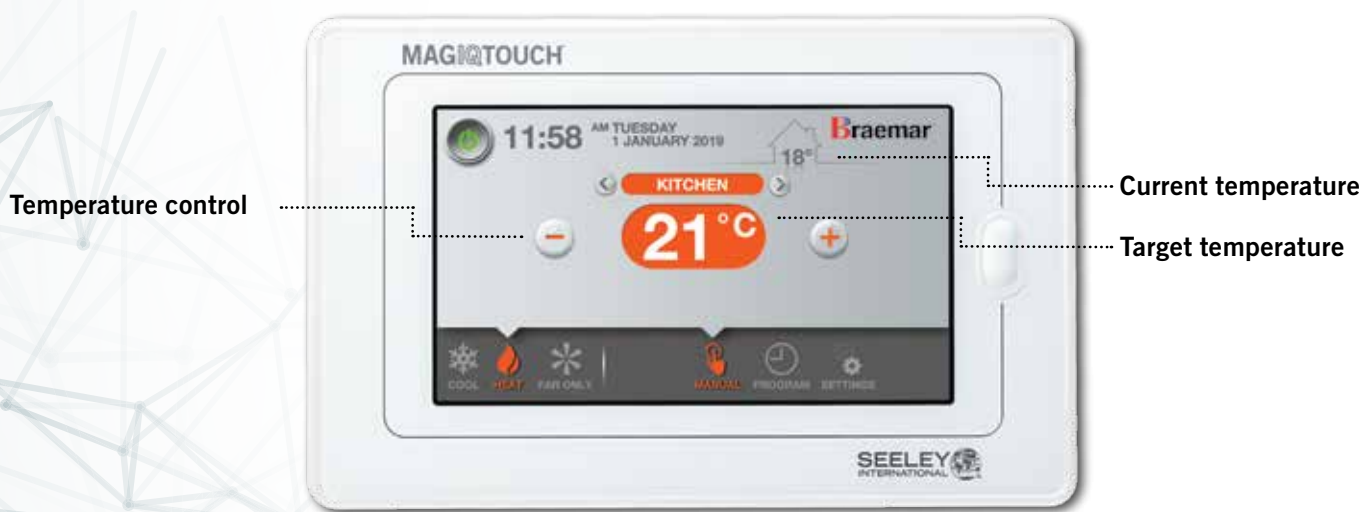 MAGIQTOUCH
11:58 AM TUESDAY
1 JANUARY 2019
Braemar
18°
KITCHEN
Temperature control
21°C
Current temperature
Target temperature
COOL
HEAT
FAN ONLY
MANUAL
PROGRAM
SETTINGS
SEELEY
INTERNATIONAL